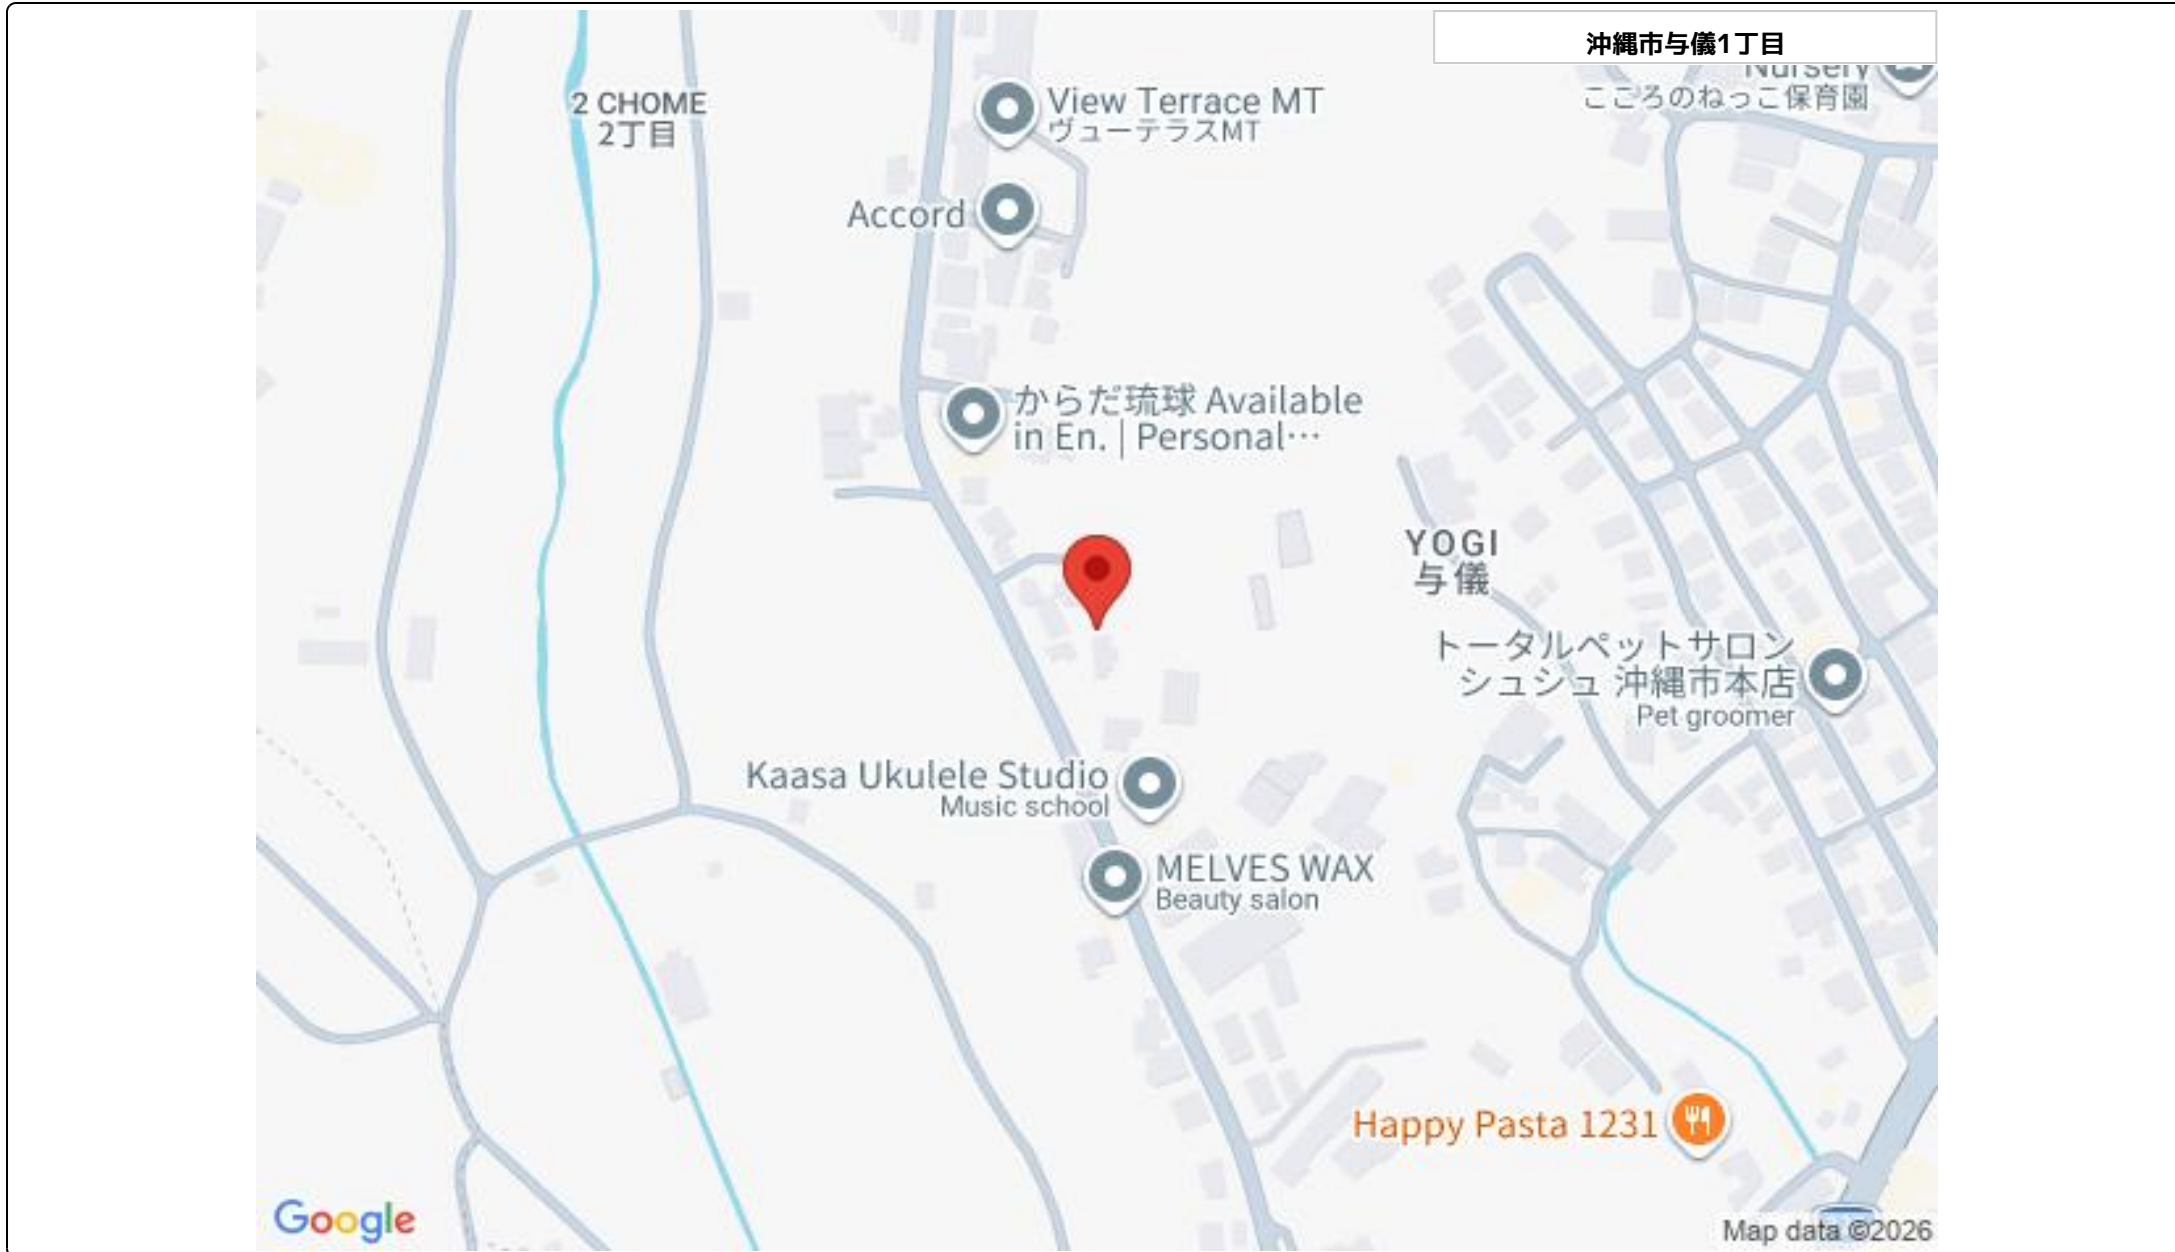 沖縄市与儀1丁目
2 CHOME
2丁目
View Terrace MT
ヴューテラスMT
Nursery
こころのねっこ保育園
Accord
からだ琉球 Available
in En. | Personal…
YOGI
与儀
トータルペットサロン
シュシュ 沖縄市本店
Pet groomer
Kaasa Ukulele Studio
Music school
MELVES WAX
Beauty salon
Happy Pasta 1231
Google
Map data ©2026